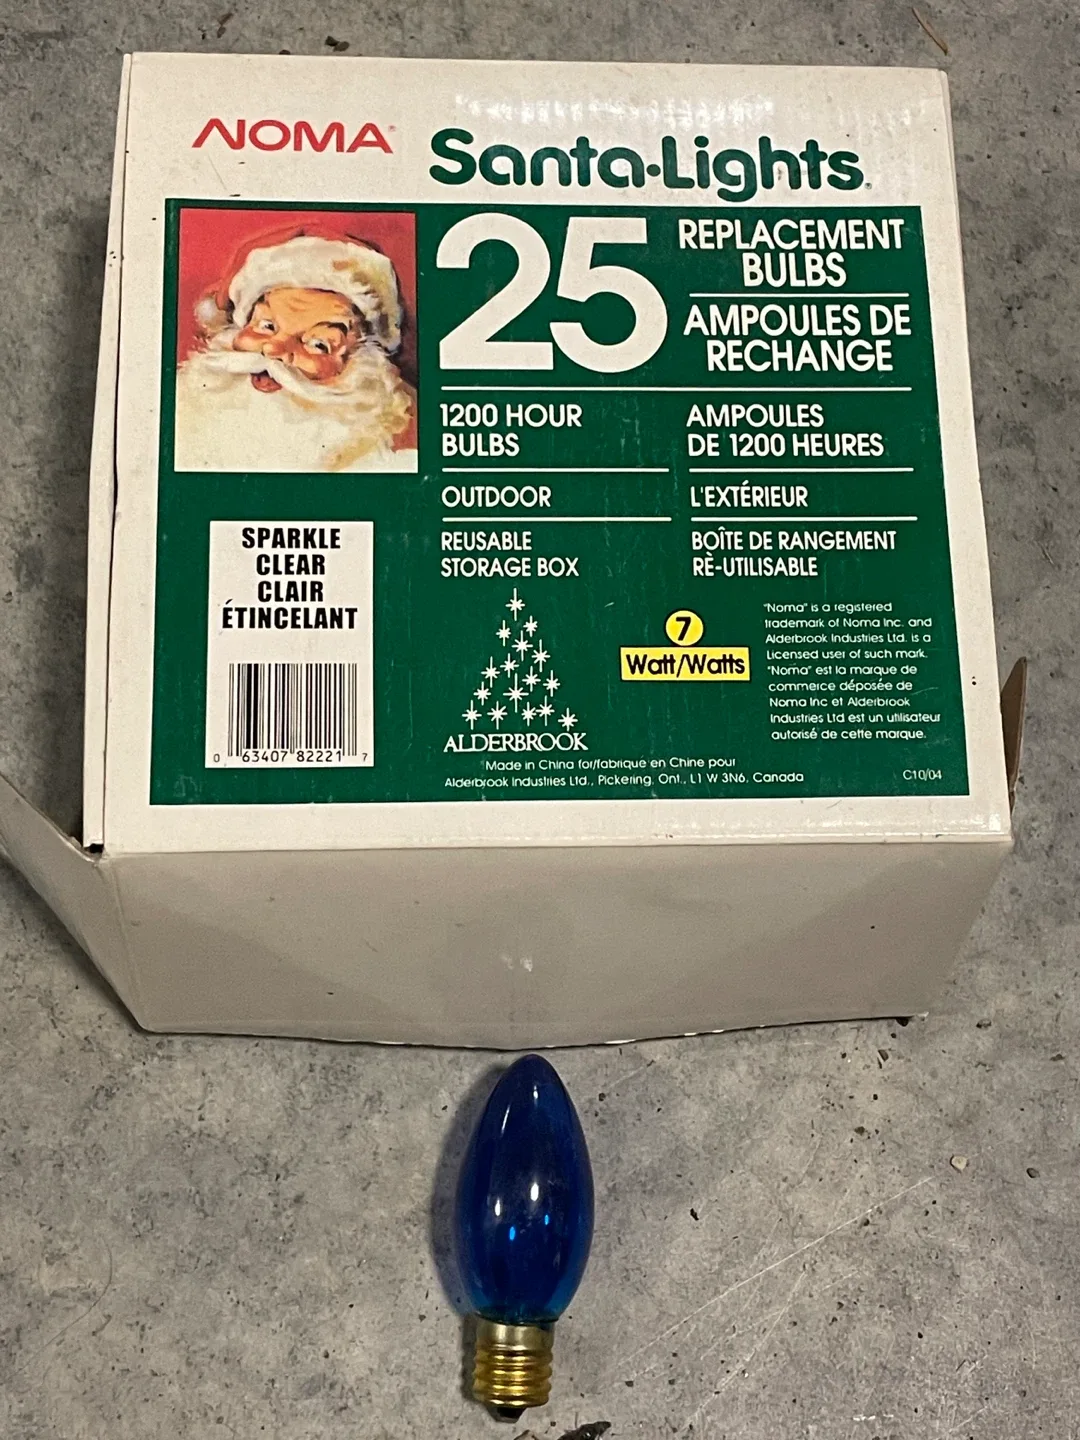 NOMA
Santa·Lights.
25
REPLACEMENT
BULBS
AMPOULES DE
RECHANGE
1200 HOUR
BULBS
AMPOULES
DE 1200 HEURES
OUTDOOR
L'EXTÉRIEUR
REUSABLE
STORAGE BOX
BOÎTE DE RANGEMENT
RÈ-UTILISABLE
SPARKLE
CLEAR
CLAIR
ÉTINCELANT
0 63407 82221 7
7
Watt/Watts
"Noma" is a registered
trademark of Noma Inc. and
Alderbrook Industries Ltd. is a
Licensed user of such mark.
"Noma" est la marque de
commerce déposée de
Noma Inc et Alderbrook
Industries Ltd est un utilisateur
autorisé de cette marque.
ALDERBROOK
Made in China for/fabriqué en Chine pour
Alderbrook Industries Ltd., Pickering, Ont., L1 W 3N6, Canada
C10/04